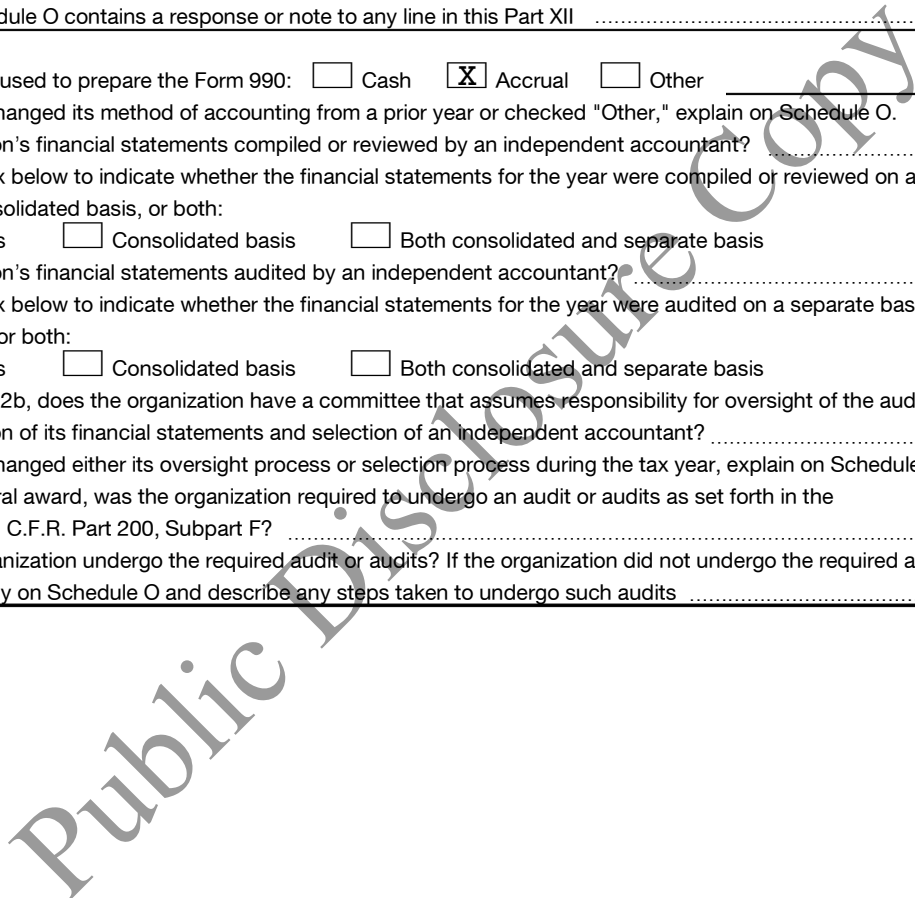 dule O contains a response or note to any line in this Part XII
used to prepare the Form 990: Cash X Accrual Other
hanged its method of accounting from a prior year or checked "Other," explain on Schedule O.
on's financial statements compiled or reviewed by an independent accountant?
x below to indicate whether the financial statements for the year were compiled or reviewed on a
solidated basis, or both:
s Consolidated basis Both consolidated and separate basis
on's financial statements audited by an independent accountant?
x below to indicate whether the financial statements for the year were audited on a separate bas
or both:
s Consolidated basis Both consolidated and separate basis
2b, does the organization have a committee that assumes responsibility for oversight of the aud
on of its financial statements and selection of an independent accountant?
hanged either its oversight process or selection process during the tax year, explain on Schedule
ral award, was the organization required to undergo an audit or audits as set forth in the
C.F.R. Part 200, Subpart F?
anization undergo the required audit or audits? If the organization did not undergo the required a
y on Schedule O and describe any steps taken to undergo such audits
Public Disclosure Copy